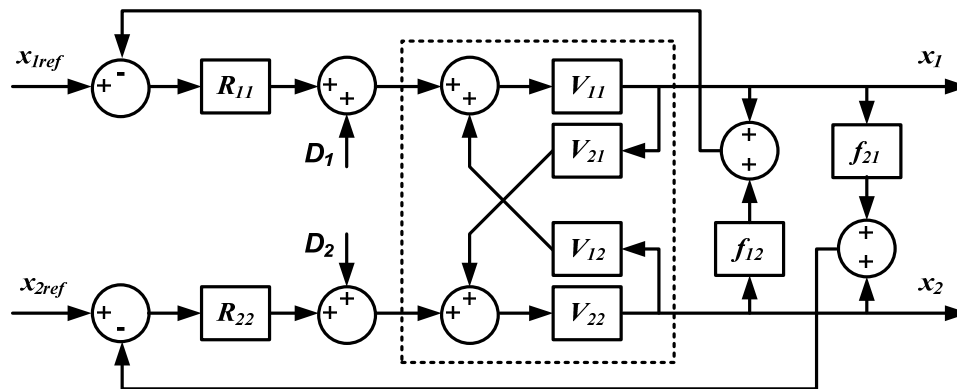 x1ref
+
-
R11
+
+
D1
+
+
V11
V21
x1
+
+
f21
x2ref
+
-
R22
D2
+
+
+
+
V12
V22
f12
+
+
x2